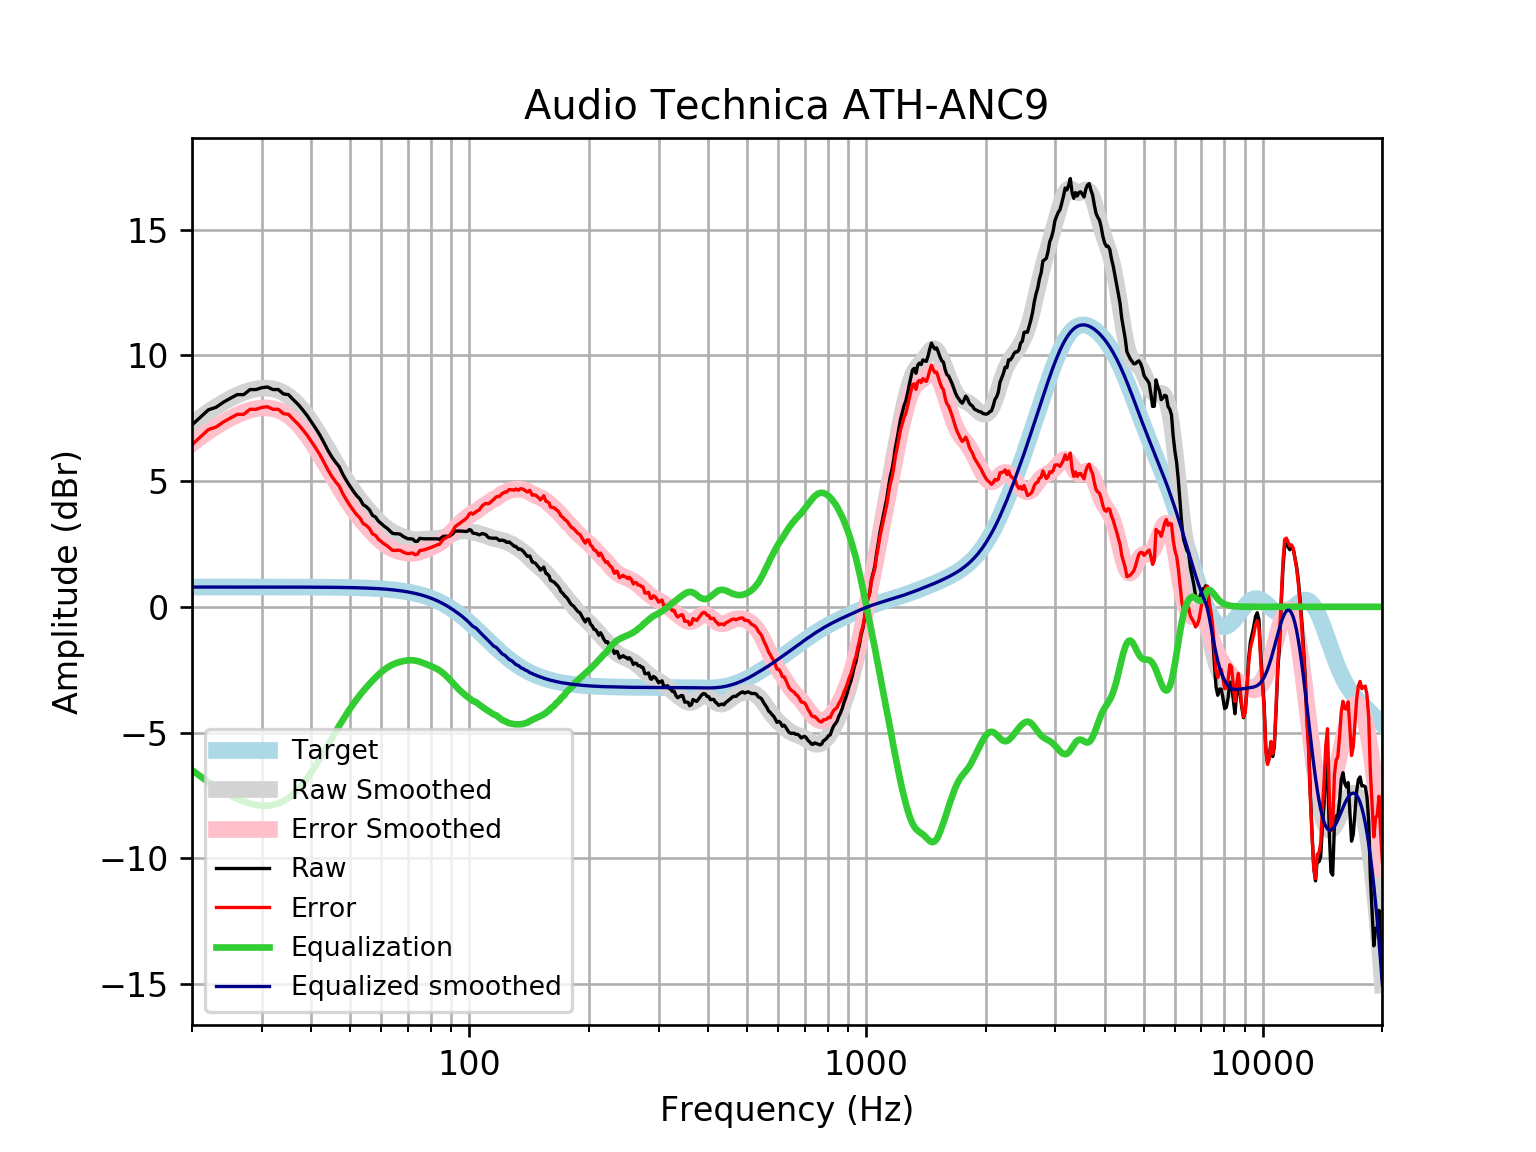 Audio Technica ATH-ANC9
15
10
5
0
−5
−10
−15
Amplitude (dBr)
Target
Raw Smoothed
Error Smoothed
Raw
Error
Equalization
Equalized smoothed
100
1000
10000
Frequency (Hz)